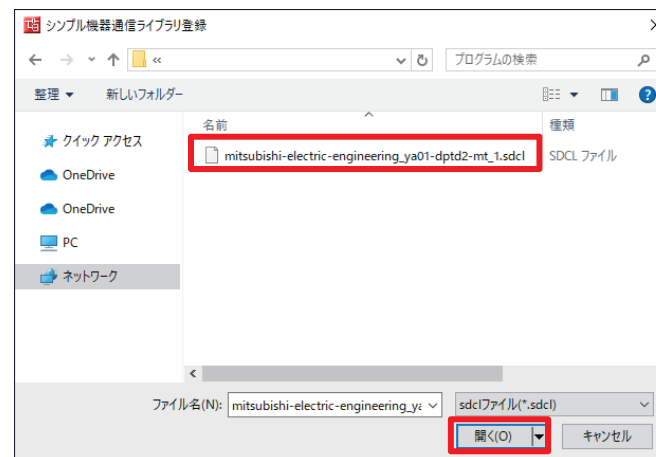 シンプル機器通信ライブラリ登録
«
プログラムの検索
整理 ▼ 新しいフォルダー
名前 種類
mitsubishi-electric-engineering_ya01-dptd2-mt_1.sdcl SDCL ファイル
クイック アクセス
OneDrive
OneDrive
PC
ネットワーク
ファイル名(N): mitsubishi-electric-engineering_ya sdclファイル(*.sdcl)
開く(O) キャンセル